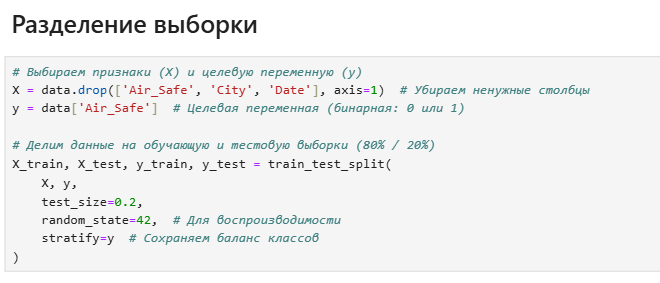 Разделение выборки
# Выбираем признаки (X) и целевую переменную (y)
X = data.drop(['Air_Safe', 'City', 'Date'], axis=1)  # Убираем ненужные столбцы
y = data['Air_Safe']  # Целевая переменная (бинарная: 0 или 1)

# Делим данные на обучающую и тестовую выборки (80% / 20%)
X_train, X_test, y_train, y_test = train_test_split(
    X, y,
    test_size=0.2,
    random_state=42,  # Для воспроизводимости
    stratify=y  # Сохраняем баланс классов
)